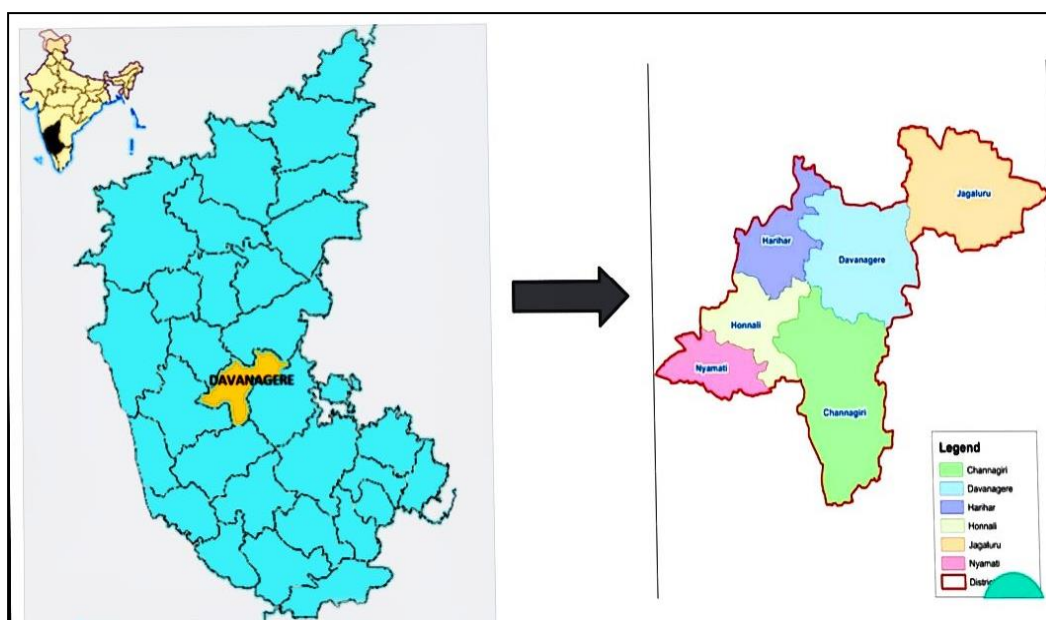 DAVANAGERE
Jagaluru
Harihar
Davanagere
Honnali
Nyamati
Channagiri
Legend
Channagiri
Davanagere
Harihar
Honnali
Jagaluru
Nyamati